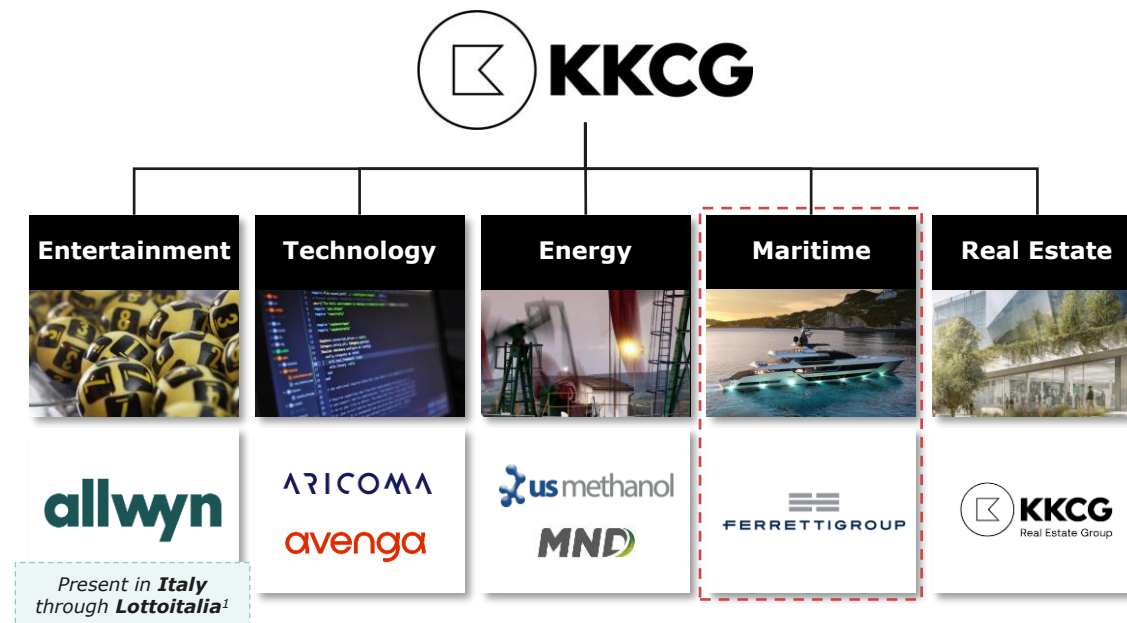 KKCG
Entertainment
Technology
Energy
Maritime
Real Estate
allwyn
ARICOMA
avenga
us methanol
MND
FERRETTIGROUP
KKCG
Real Estate Group
Present in Italy
through Lottoitalia¹